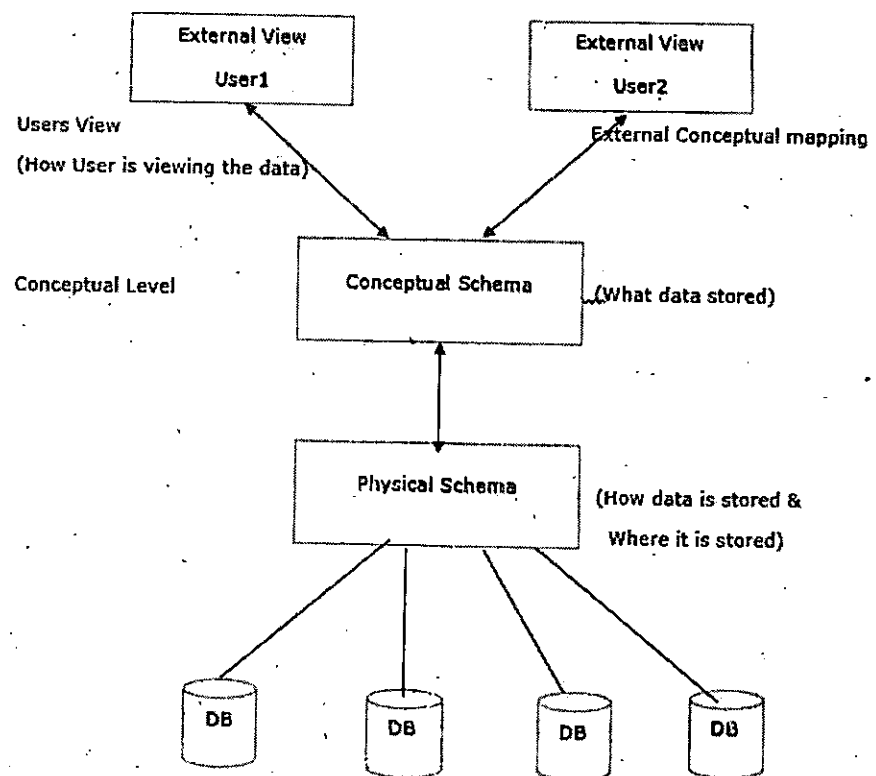 External View
User1
External View
User2
Users View
(How User is viewing the data)
External Conceptual mapping
Conceptual Level
Conceptual Schema
(What data stored)
Physical Schema
(How data is stored &
Where it is stored)
DB
DB
DB
DB